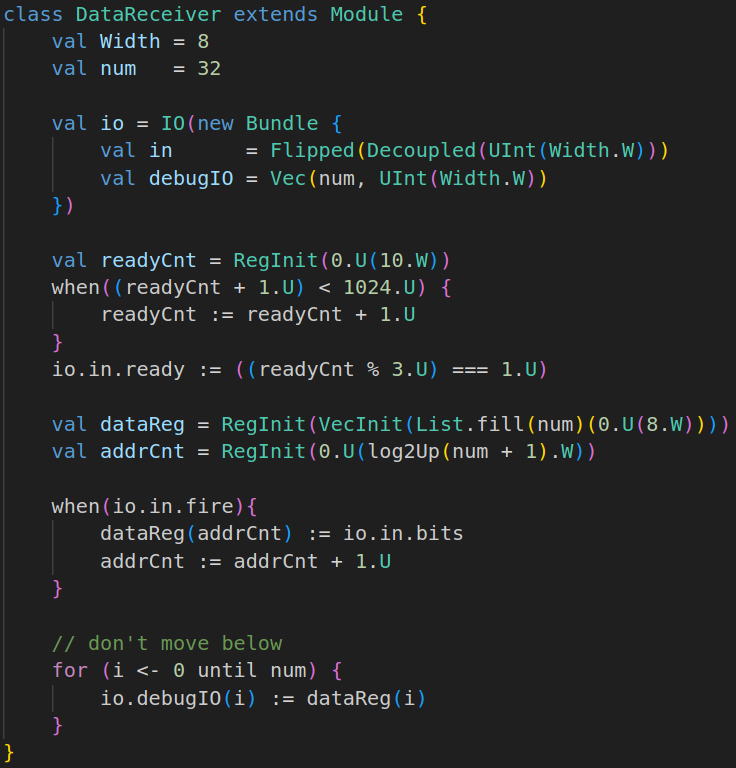 class DataReceiver extends Module {
    val Width = 8
    val num   = 32

    val io = IO(new Bundle {
        val in      = Flipped(Decoupled(UInt(Width.W)))
        val debugIO = Vec(num, UInt(Width.W))
    })

    val readyCnt = RegInit(0.U(10.W))
    when((readyCnt + 1.U) < 1024.U) {
        readyCnt := readyCnt + 1.U
    }
    io.in.ready := ((readyCnt % 3.U) === 1.U)

    val dataReg = RegInit(VecInit(List.fill(num)(0.U(8.W))))
    val addrCnt = RegInit(0.U(log2Up(num + 1).W))

    when(io.in.fire){
        dataReg(addrCnt) := io.in.bits
        addrCnt := addrCnt + 1.U
    }

    // don't move below
    for (i <- 0 until num) {
        io.debugIO(i) := dataReg(i)
    }
}